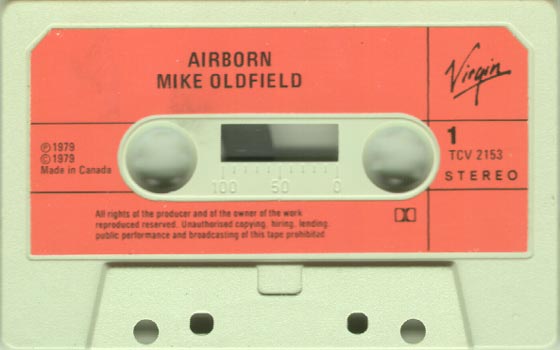 AIRBORN
MIKE OLDFIELD
Virgin
℗1979
©1979
Made in Canada
1
TCV 2153
STEREO
100 50 0
All rights of the producer and of the owner of the work
reproduced reserved. Unauthorised copying, hiring, lending,
public performance and broadcasting of this tape prohibited